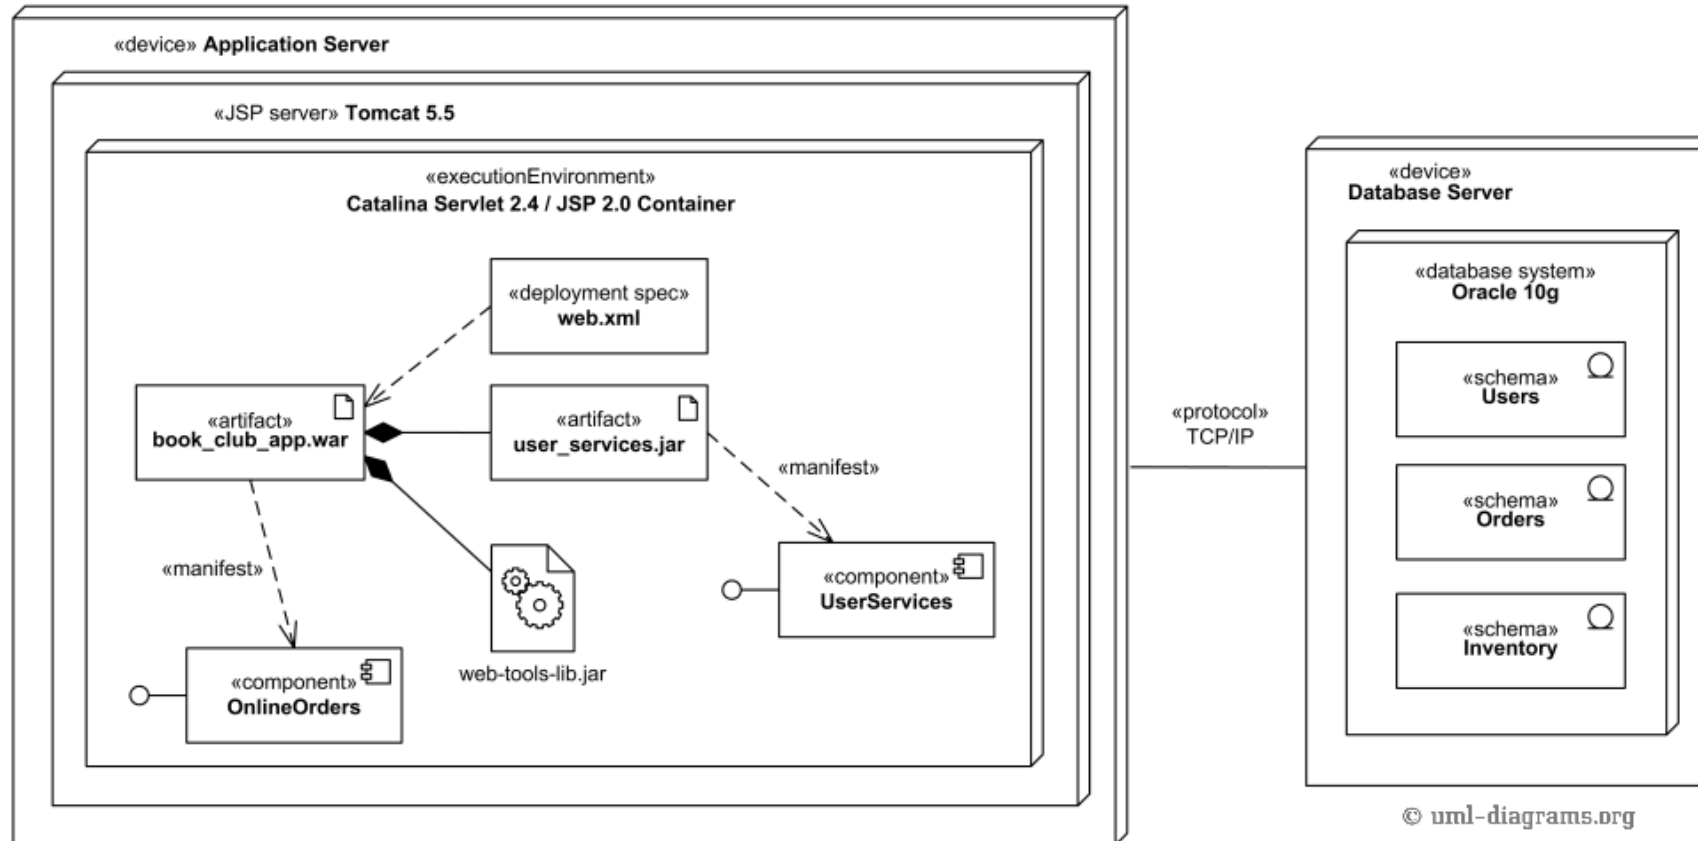 «device» Application Server
«JSP server» Tomcat 5.5
«executionEnvironment»
Catalina Servlet 2.4 / JSP 2.0 Container
«deployment spec»
web.xml
«artifact»
book_club_app.war
«artifact»
user_services.jar
«manifest»
«manifest»
«component»
UserServices
web-tools-lib.jar
«component»
OnlineOrders
«protocol»
TCP/IP
«device»
Database Server
«database system»
Oracle 10g
«schema»
Users
«schema»
Orders
«schema»
Inventory
© uml-diagrams.org